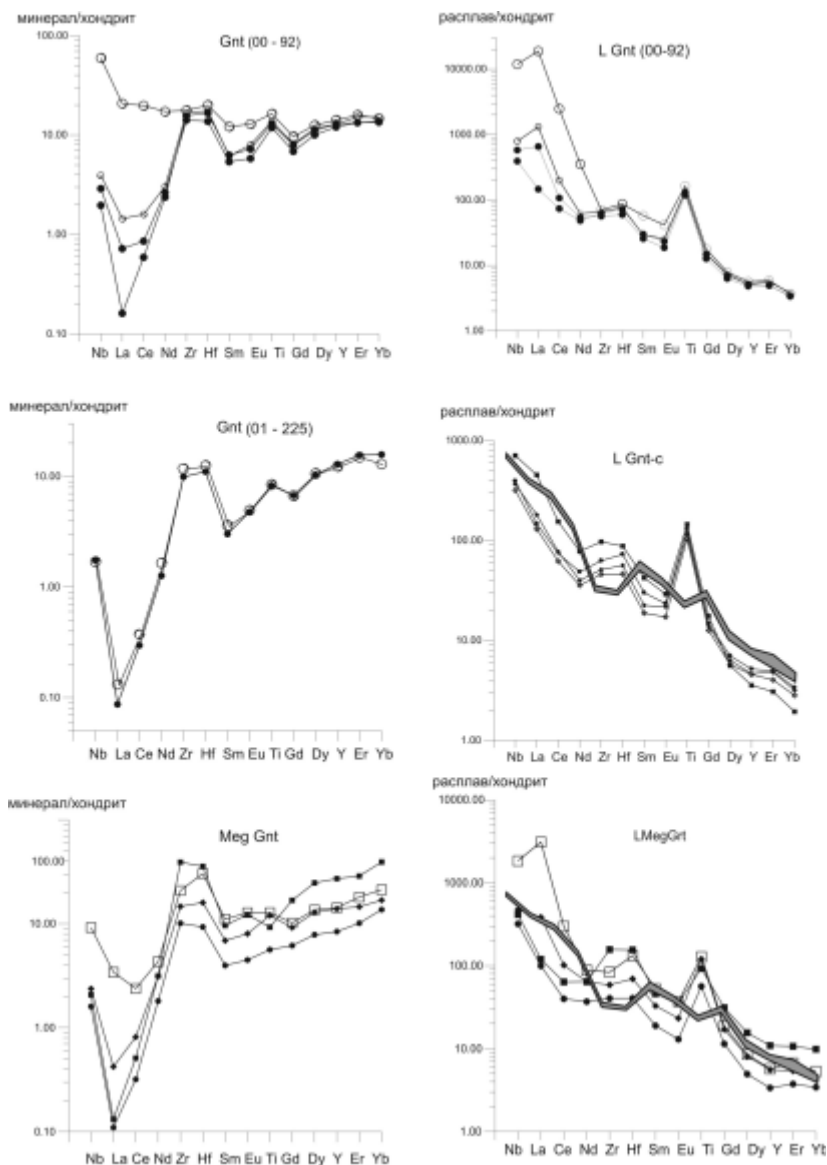 минерал/хондрит
Gnt (00 - 92)
100.00
10.00
1.00
0.10
Nb La Ce Nd Zr Hf Sm Eu Ti Gd Dy Y Er Yb
расплав/хондрит
L Gnt (00-92)
10000.00
1000.00
100.00
10.00
1.00
Nb La Ce Nd Zr Hf Sm Eu Ti Gd Dy Y Er Yb
минерал/хондрит
Gnt (01 - 225)
10.00
1.00
0.10
Nb La Ce Nd Zr Hf Sm Eu Ti Gd Dy Y Er Yb
расплав/хондрит
L Gnt-c
1000.00
100.00
10.00
1.00
Nb La Ce Nd Zr Hf Sm Eu Ti Gd Dy Y Er Yb
минерал/хондрит
Meg Gnt
100.00
10.00
1.00
0.10
Nb La Ce Nd Zr Hf Sm Eu Ti Gd Dy Y Er Yb
расплав/хондрит
LMegGrt
10000.00
1000.00
100.00
10.00
1.00
Nb La Ce Nd Zr Hf Sm Eu Ti Gd Dy Y Er Yb